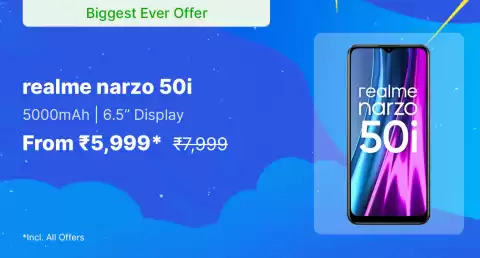 Biggest Ever Offer
realme narzo 50i
5000mAh | 6.5” Display
From ₹5,999* ₹7,999
*Incl. All Offers
realme
narzo
50i